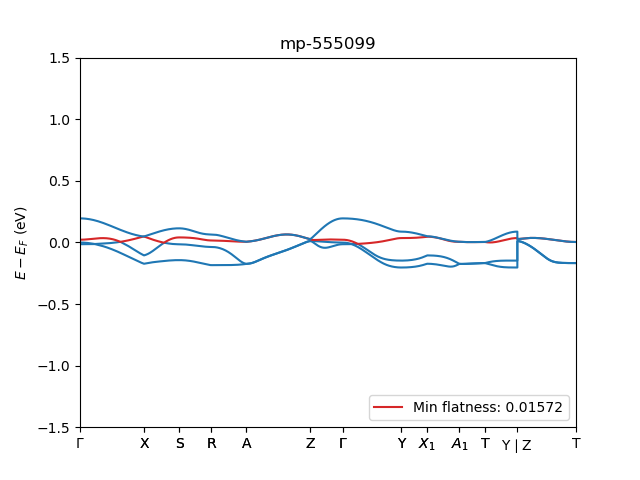 mp-555099
E − E_F (eV)
1.5
1.0
0.5
0.0
−0.5
−1.0
−1.5
Min flatness: 0.01572
Γ X S R A Z Γ Y X₁ A₁ T Y | Z T